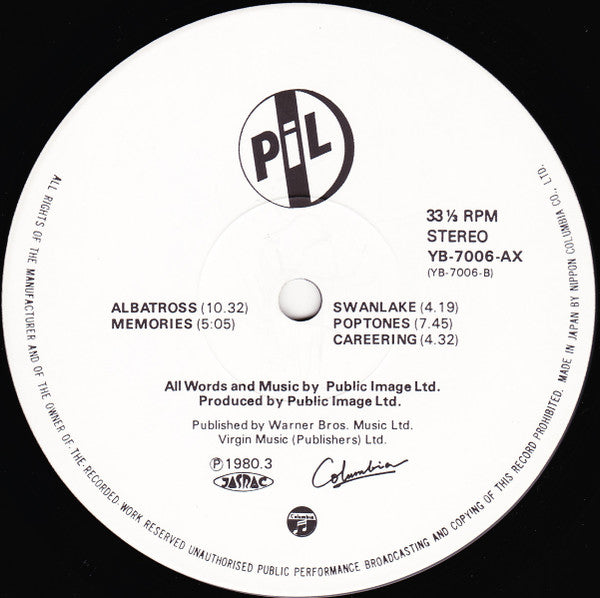 PiL
33 ⅓ RPM
STEREO
YB-7006-AX
(YB-7006-B)
ALBATROSS (10.32)
MEMORIES (5:05)
SWANLAKE (4.19)
POPTONES (7.45)
CAREERING (4.32)
All Words and Music by Public Image Ltd.
Produced by Public Image Ltd.
Published by Warner Bros. Music Ltd.
Virgin Music (Publishers) Ltd.
Ⓟ 1980.3
JASRAC
Columbia
Columbia
ALL RIGHTS OF THE MANUFACTURER AND OF THE OWNER OF THE RECORDED WORK RESERVED UNAUTHORISED PUBLIC PERFORMANCE BROADCASTING AND COPYING OF THIS RECORD PROHIBITED. MADE IN JAPAN BY NIPPON COLUMBIA CO., LTD.